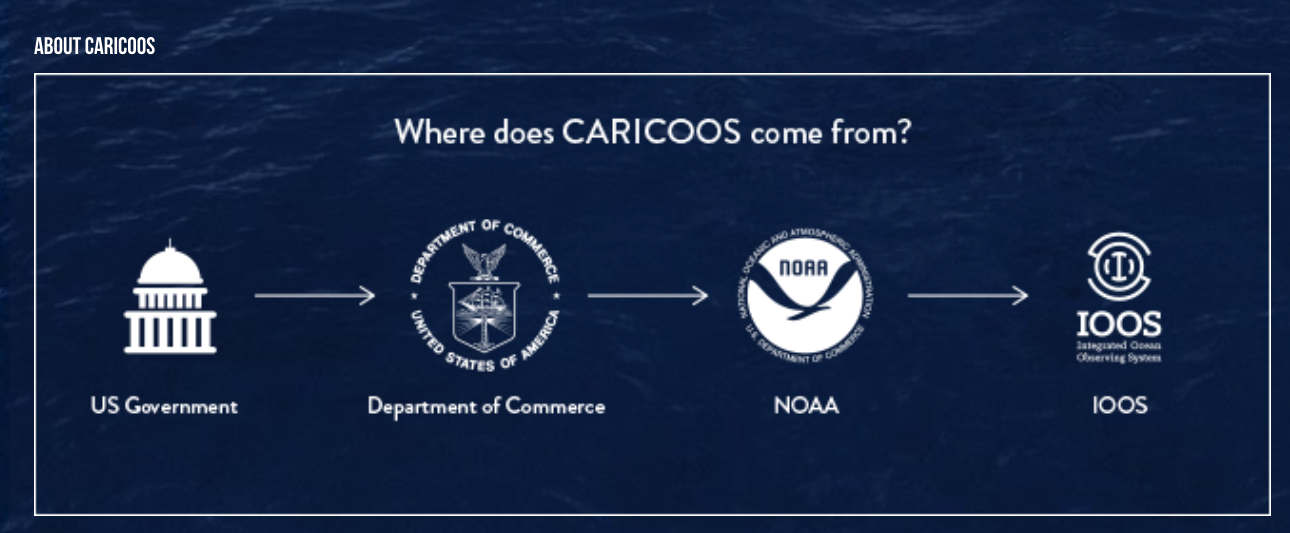 ABOUT CARICOOS
Where does CARICOOS come from?
DEPARTMENT OF COMMERCE
UNITED STATES OF AMERICA
NATIONAL OCEANIC AND ATMOSPHERIC ADMINISTRATION
NOAA
U.S. DEPARTMENT OF COMMERCE
IOOS
Integrated Ocean
Observing System
US Government
Department of Commerce
NOAA
IOOS